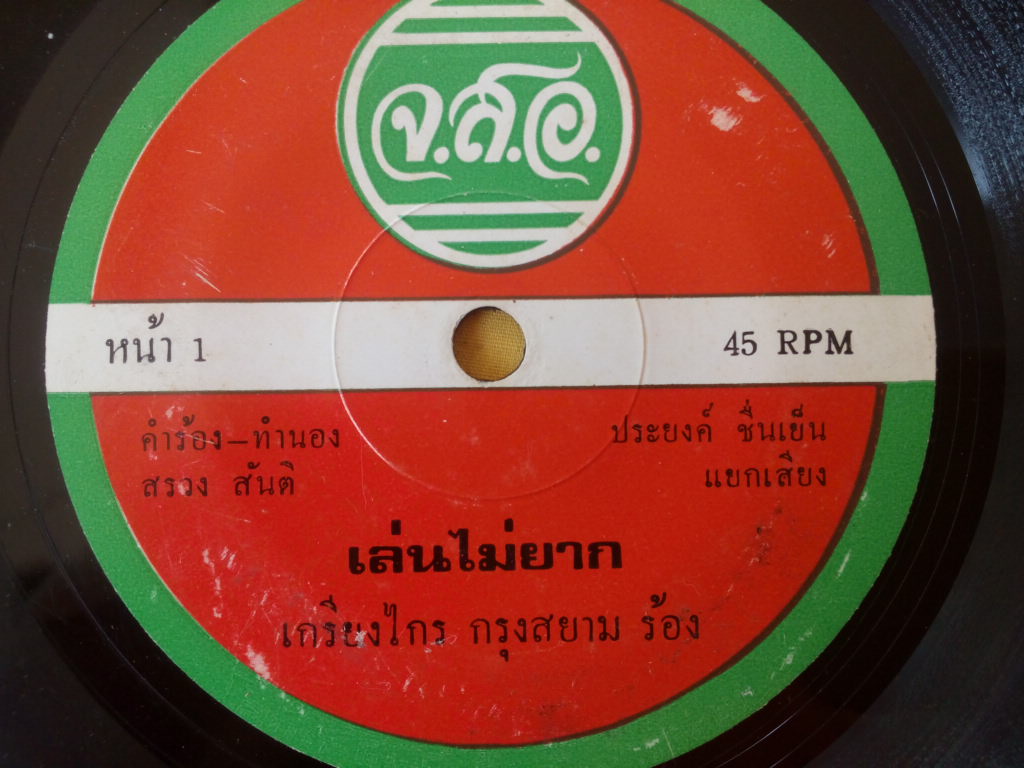 จ.ส.อ.
หน้า 1
45 RPM
คำร้อง-ทำนอง
สรวง สันติ
ประยงค์ ชื่นเย็น
แยกเสียง
เล่นไม่ยาก
เกรียงไกร กรุงสยาม ร้อง